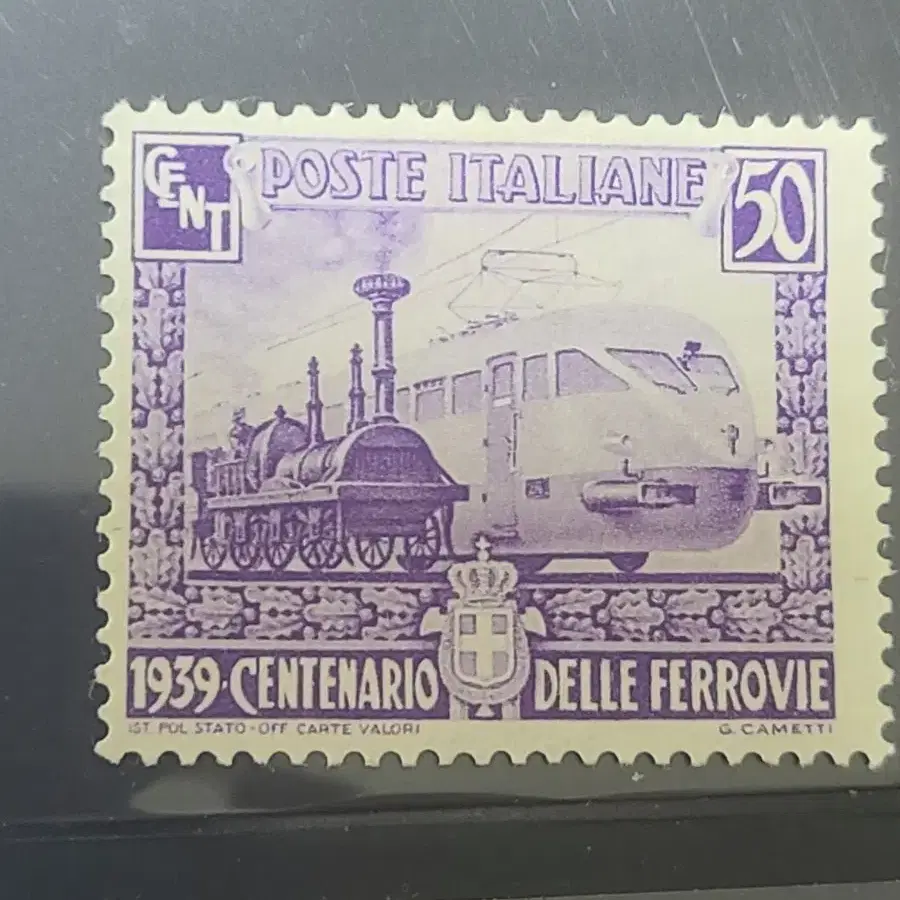 CENT POSTE ITALIANE 50
1939·CENTENARIO DELLE FERROVIE
IST. POL. STATO-OFF. CARTE VALORI G. CAMETTI